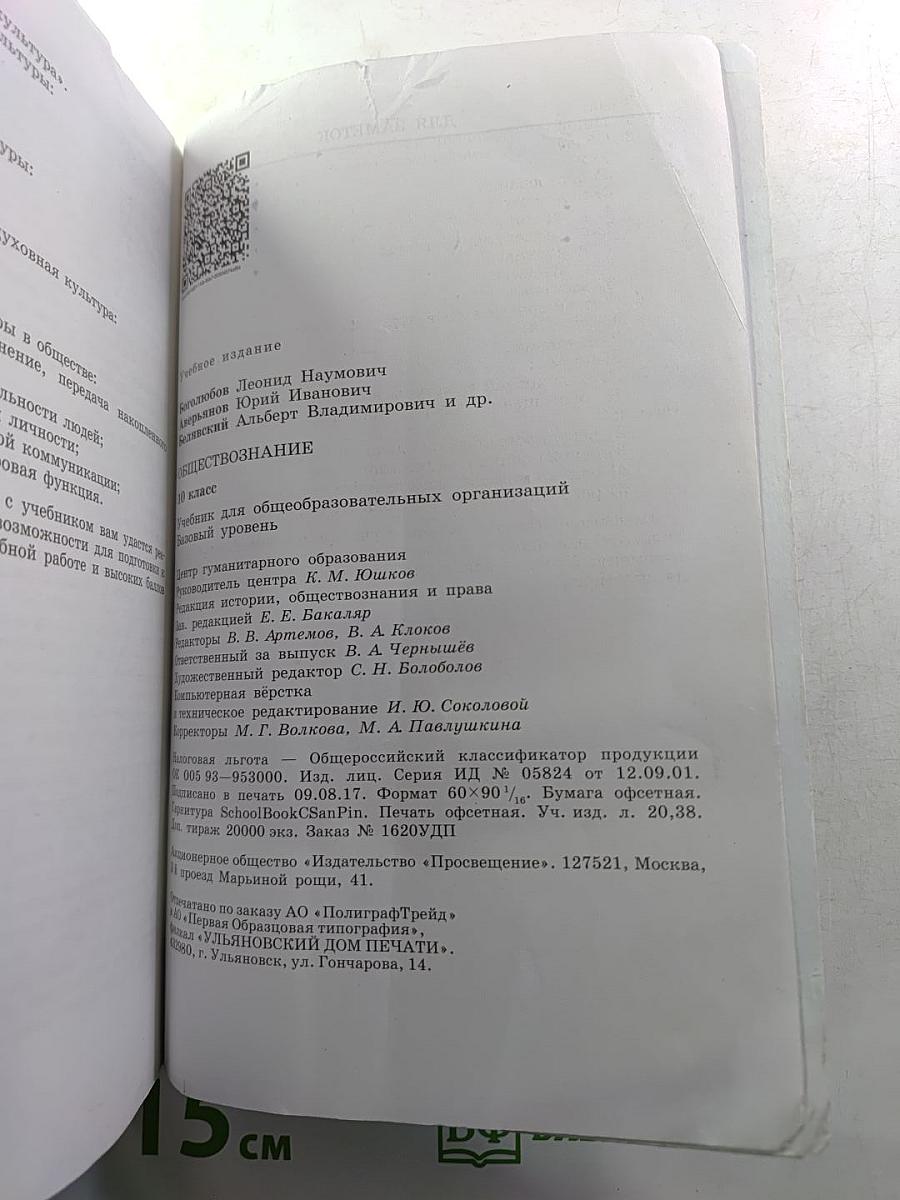 культура».
льтуры:
уры:
духовная культура:
ры в обществе:
нение, передача накопленного
льности людей;
личности;
ой коммуникации;
ровая функция.
с учебником вам удастся
возможности для подготовки к
бной работе и высоких баллов
ДЛЯ ЗАМЕТОК
Учебное издание
Боголюбов Леонид Наумович
Аверьянов Юрий Иванович
Белявский Альберт Владимирович и др.
ОБЩЕСТВОЗНАНИЕ
10 класс
Учебник для общеобразовательных организаций
Базовый уровень
Центр гуманитарного образования
Руководитель центра К. М. Юшков
Редакция истории, обществознания и права
Зав. редакцией Е. Е. Бакаляр
Редакторы В. В. Артемов, В. А. Клоков
Ответственный за выпуск В. А. Чернышёв
Художественный редактор С. Н. Болоболов
Компьютерная вёрстка
и техническое редактирование И. Ю. Соколовой
Корректоры М. Г. Волкова, М. А. Павлушкина
Налоговая льгота — Общероссийский классификатор продукции
ОК 005 93—953000. Изд. лиц. Серия ИД № 05824 от 12.09.01.
Подписано в печать 09.08.17. Формат 60×90 1/16. Бумага офсетная.
Гарнитура SchoolBookCSanPin. Печать офсетная. Уч. изд. л. 20,38.
Доп. тираж 20000 экз. Заказ № 1620УДП
Акционерное общество «Издательство «Просвещение». 127521, Москва,
3-й проезд Марьиной рощи, 41.
Отпечатано по заказу АО «ПолиграфТрейд»
в АО «Первая Образцовая типография»,
филиал «УЛЬЯНОВСКИЙ ДОМ ПЕЧАТИ».
432980, г. Ульяновск, ул. Гончарова, 14.
15 см